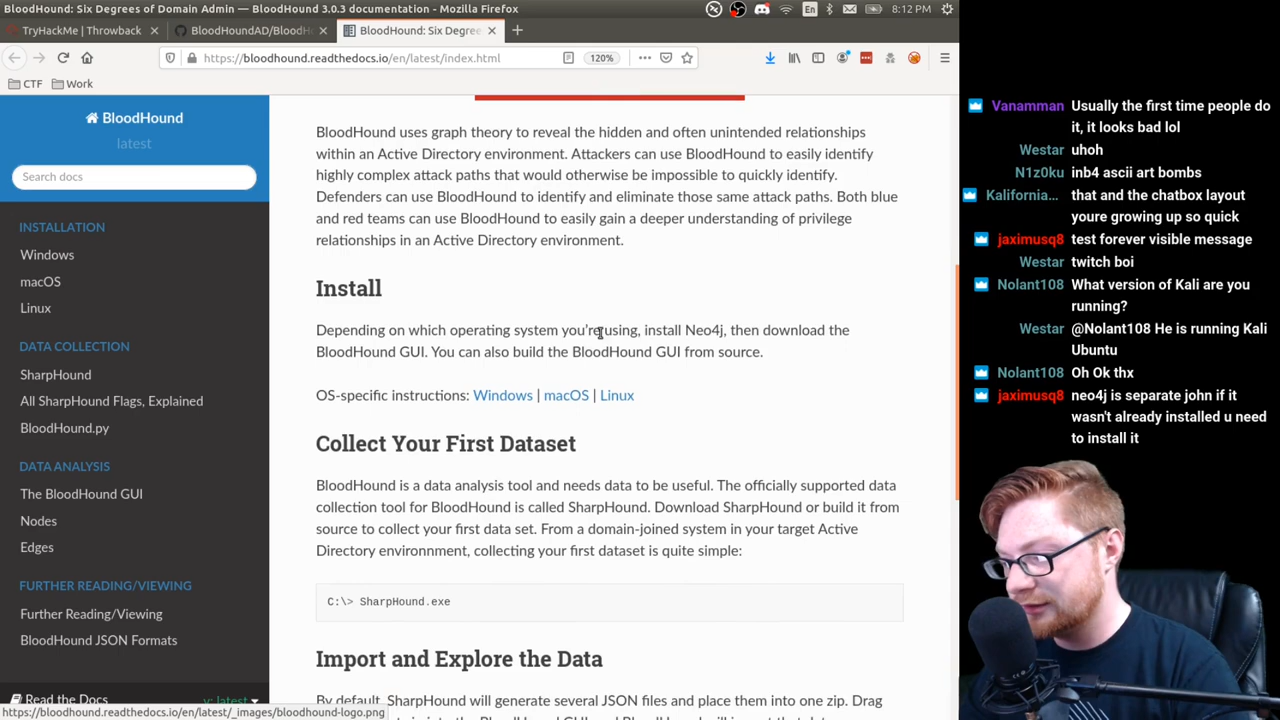 BloodHound: Six Degrees of Domain Admin — BloodHound 3.0.3 documentation - Mozilla Firefox
En
8:12 PM
TryHackMe | Throwback
BloodHoundAD/BloodH
BloodHound: Six Degree
https://bloodhound.readthedocs.io/en/latest/index.html
120%
CTF
Work
BloodHound
latest
Search docs
INSTALLATION
Windows
macOS
Linux
DATA COLLECTION
SharpHound
All SharpHound Flags, Explained
BloodHound.py
DATA ANALYSIS
The BloodHound GUI
Nodes
Edges
FURTHER READING/VIEWING
Further Reading/Viewing
BloodHound JSON Formats
Read the Docs
v: latest
https://bloodhound.readthedocs.io/en/latest/_images/bloodhound-logo.png
BloodHound uses graph theory to reveal the hidden and often unintended relationships
within an Active Directory environment. Attackers can use BloodHound to easily identify
highly complex attack paths that would otherwise be impossible to quickly identify.
Defenders can use BloodHound to identify and eliminate those same attack paths. Both blue
and red teams can use BloodHound to easily gain a deeper understanding of privilege
relationships in an Active Directory environment.
Install
Depending on which operating system you're using, install Neo4j, then download the
BloodHound GUI. You can also build the BloodHound GUI from source.
OS-specific instructions: Windows | macOS | Linux
Collect Your First Dataset
BloodHound is a data analysis tool and needs data to be useful. The officially supported data
collection tool for BloodHound is called SharpHound. Download SharpHound or build it from
source to collect your first data set. From a domain-joined system in your target Active
Directory environnment, collecting your first dataset is quite simple:
C:\> SharpHound.exe
Import and Explore the Data
By default, SharpHound will generate several JSON files and place them into one zip. Drag
Vanamman Usually the first time people do
it, it looks bad lol
Westar uhoh
N1z0ku inb4 ascii art bombs
Kalifornia... that and the chatbox layout
youre growing up so quick
jaximusq8 test forever visible message
Westar twitch boi
Nolant108 What version of Kali are you
running?
Westar @Nolant108 He is running Kali
Ubuntu
Nolant108 Oh Ok thx
jaximusq8 neo4j is separate john if it
wasn't already installed u need
to install it